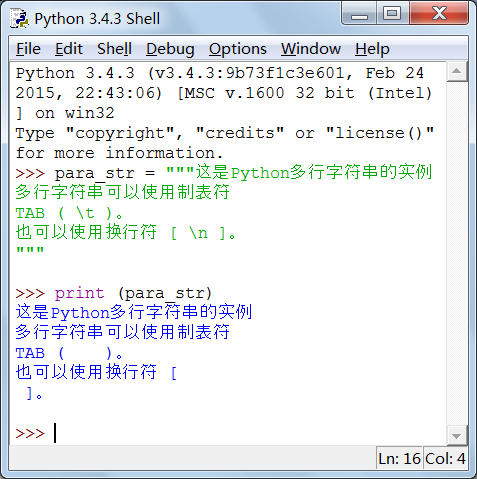 Python 3.4.3 Shell
File Edit Shell Debug Options Window Help
Python 3.4.3 (v3.4.3:9b73f1c3e601, Feb 24
2015, 22:43:06) [MSC v.1600 32 bit (Intel)
] on win32
Type "copyright", "credits" or "license()"
for more information.
>>> para_str = """这是Python多行字符串的实例
多行字符串可以使用制表符
TAB ( \t )。
也可以使用换行符 [ \n ]。
"""
>>> print (para_str)
这是Python多行字符串的实例
多行字符串可以使用制表符
TAB (    )。
也可以使用换行符 [
 ]。
>>>
Ln: 16 Col: 4